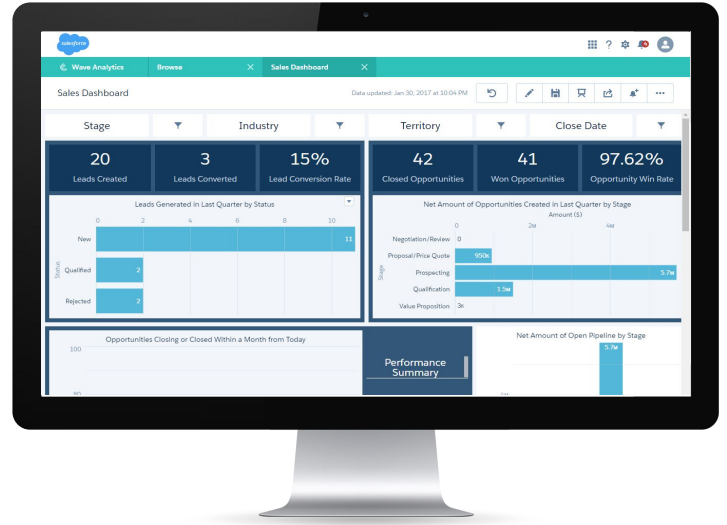 salesforce
Wave Analytics
Browse
Sales Dashboard
Sales Dashboard
Data updated: Jan 30, 2017 at 10:04 PM
Stage
Industry
Territory
Close Date
20
Leads Created
3
Leads Converted
15%
Lead Conversion Rate
42
Closed Opportunities
41
Won Opportunities
97.62%
Opportunity Win Rate
Leads Generated in Last Quarter by Status
0 2 4 6 8 10
Status
New 11
Qualified 2
Rejected 2
Net Amount of Opportunities Created in Last Quarter by Stage
Amount ($)
0 2M 4M
Stage
Negotiation/Review 0
Proposal/Price Quote 950K
Prospecting 5.7M
Qualification 1.5M
Value Proposition 3K
Opportunities Closing or Closed Within a Month from Today
100
80
Performance
Summary
Net Amount of Open Pipeline by Stage
5.7M